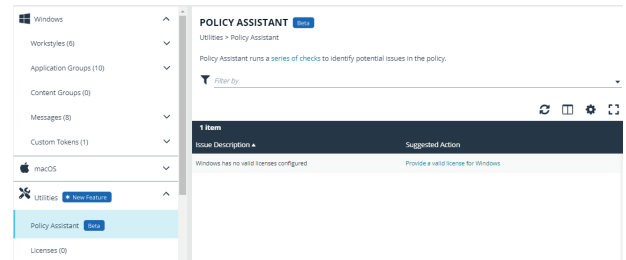 Windows
Workstyles (6)
Application Groups (10)
Content Groups (0)
Messages (8)
Custom Tokens (1)
macOS
Utilities
✶ New Feature
Policy Assistant
Beta
Licenses (0)
POLICY ASSISTANT
Beta
Utilities > Policy Assistant
Policy Assistant runs a series of checks to identify potential issues in the policy.
Filter by
1 item
Issue Description ▲
Suggested Action
Windows has no valid licenses configured
Provide a valid license for Windows